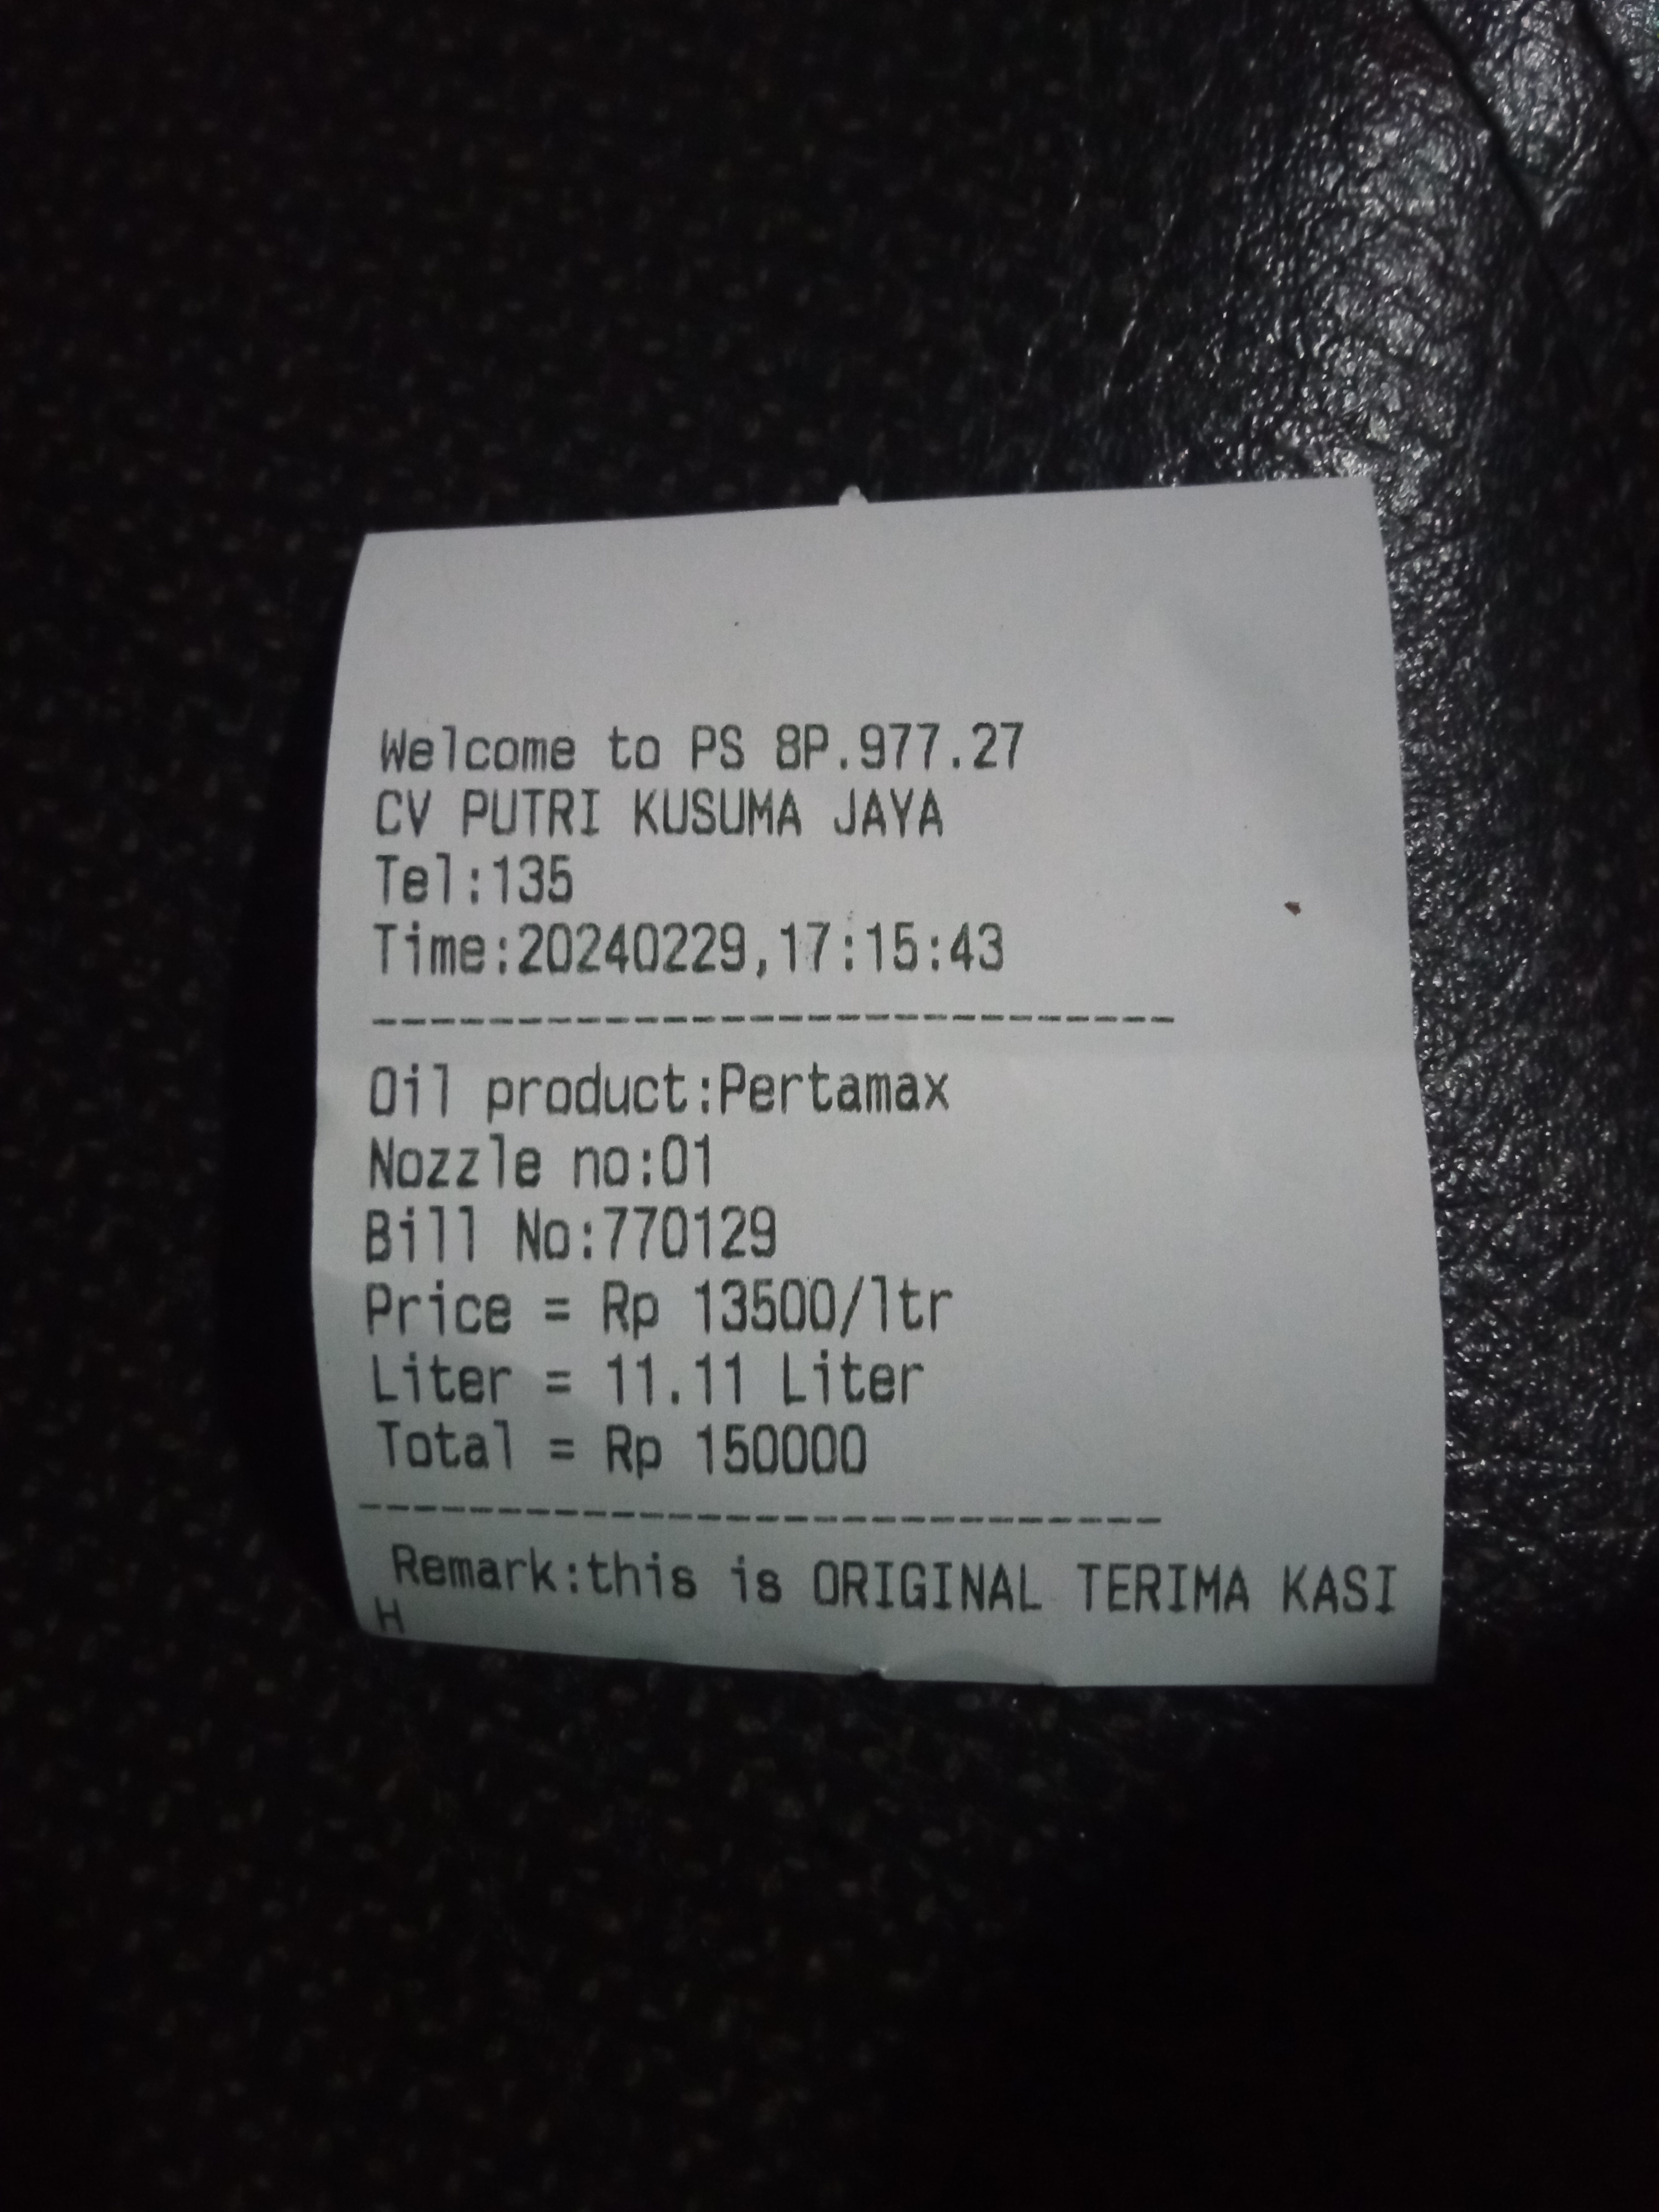 Welcome to PS 8P.977.27
CV PUTRI KUSUMA JAYA
Tel:135
Time:20240229,17:15:43
----------------------------
Oil product:Pertamax
Nozzle no:01
Bill No:770129
Price = Rp 13500/ltr
Liter = 11.11 Liter
Total = Rp 150000
----------------------------
Remark:this is ORIGINAL TERIMA KASI
H